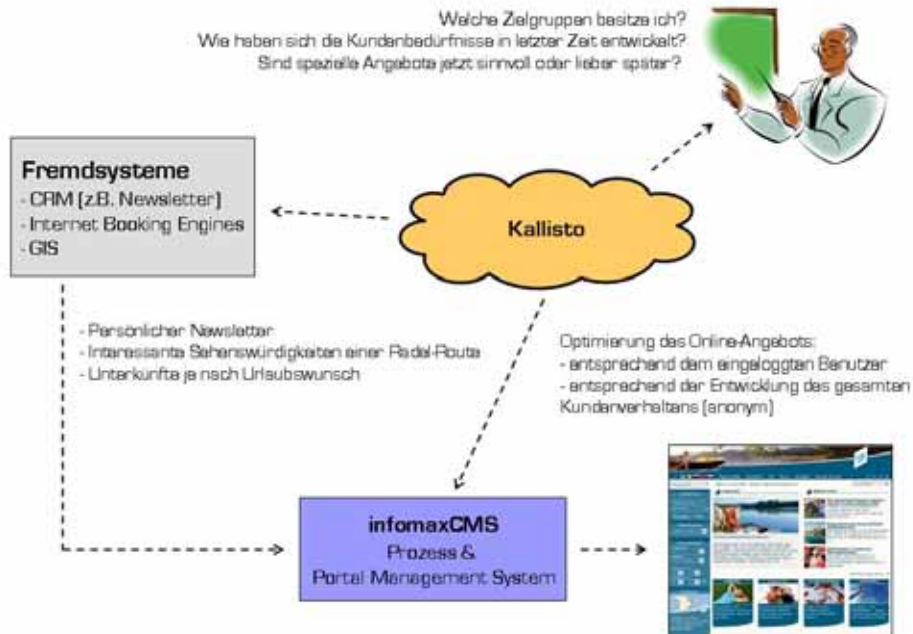 Welche Zielgruppen besitze ich?
Wie haben sich die Kundenbedürfnisse in letzter Zeit entwickelt?
Sind spezielle Angebote jetzt sinnvoll oder lieber später?
Fremdsysteme
- CRM (z.B. Newsletter)
- Internet Booking Engines
- GIS
Kallisto
- Persönlicher Newsletter
- Interessante Sehenswürdigkeiten einer Radel-Route
- Unterkünfte je nach Urlaubswunsch
Optimierung des Online-Angebots:
- entsprechend dem eingeloggten Benutzer
- entsprechend der Entwicklung des gesamten
Kundenverhaltens (anonym)
infomaxCMS
Prozess &
Portal Management System